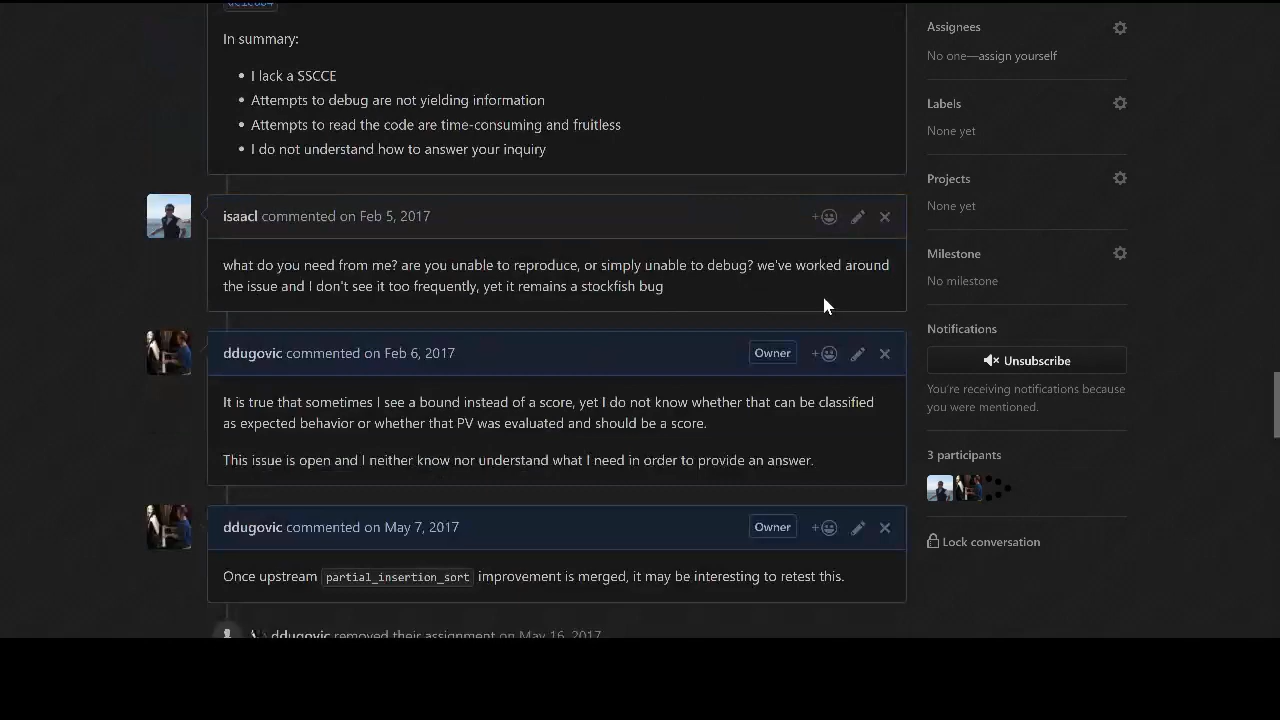 In summary:
I lack a SSCCE
Attempts to debug are not yielding information
Attempts to read the code are time-consuming and fruitless
I do not understand how to answer your inquiry
isaacl commented on Feb 5, 2017
what do you need from me? are you unable to reproduce, or simply unable to debug? we've worked around
the issue and I don't see it too frequently, yet it remains a stockfish bug
ddugovic commented on Feb 6, 2017 Owner
It is true that sometimes I see a bound instead of a score, yet I do not know whether that can be classified
as expected behavior or whether that PV was evaluated and should be a score.
This issue is open and I neither know nor understand what I need in order to provide an answer.
ddugovic commented on May 7, 2017 Owner
Once upstream partial_insertion_sort improvement is merged, it may be interesting to retest this.
ddugovic removed their assignment on May 16, 2017
Assignees
No one—assign yourself
Labels
None yet
Projects
None yet
Milestone
No milestone
Notifications
Unsubscribe
You're receiving notifications because
you were mentioned.
3 participants
Lock conversation